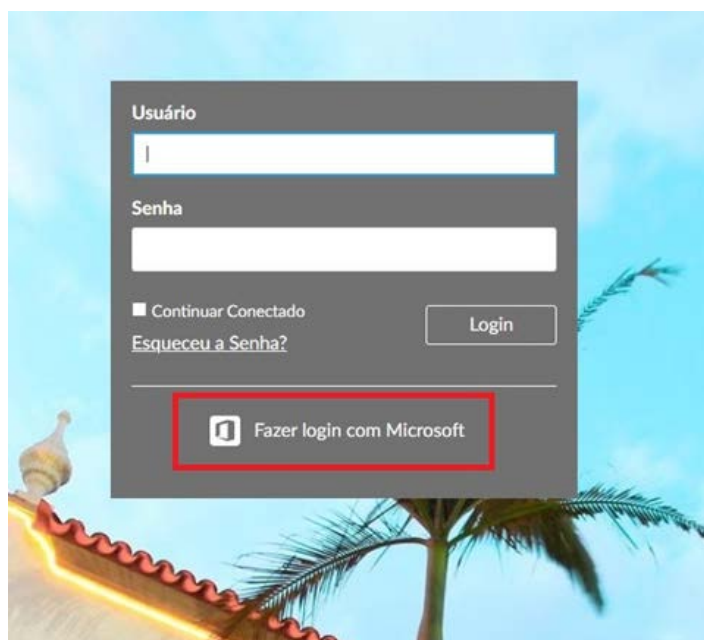 Usuário
Senha
Continuar Conectado
Login
Esqueceu a Senha?
Fazer login com Microsoft